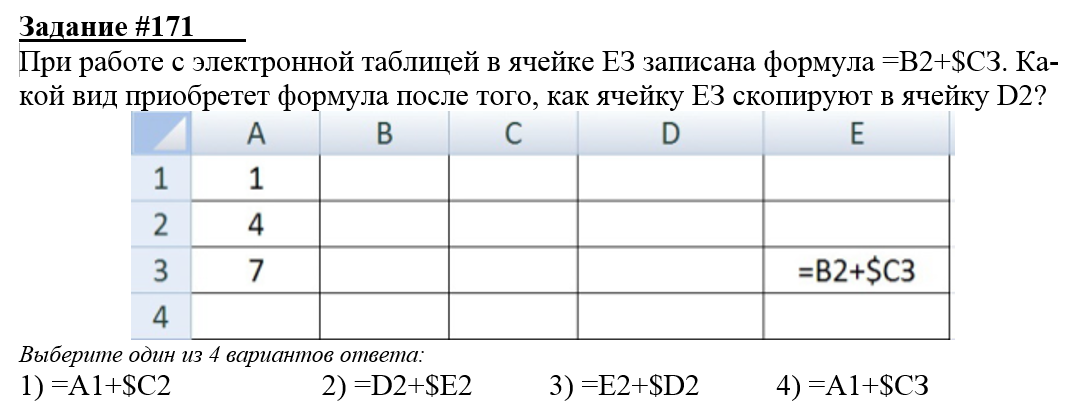 Задание #171
При работе с электронной таблицей в ячейке E3 записана формула =B2+$C3. Ка-
кой вид приобретет формула после того, как ячейку E3 скопируют в ячейку D2?
A B C D E
1 1
2 4
3 7 =B2+$C3
4
Выберите один из 4 вариантов ответа:
1) =A1+$C2 2) =D2+$E2 3) =E2+$D2 4) =A1+$C3